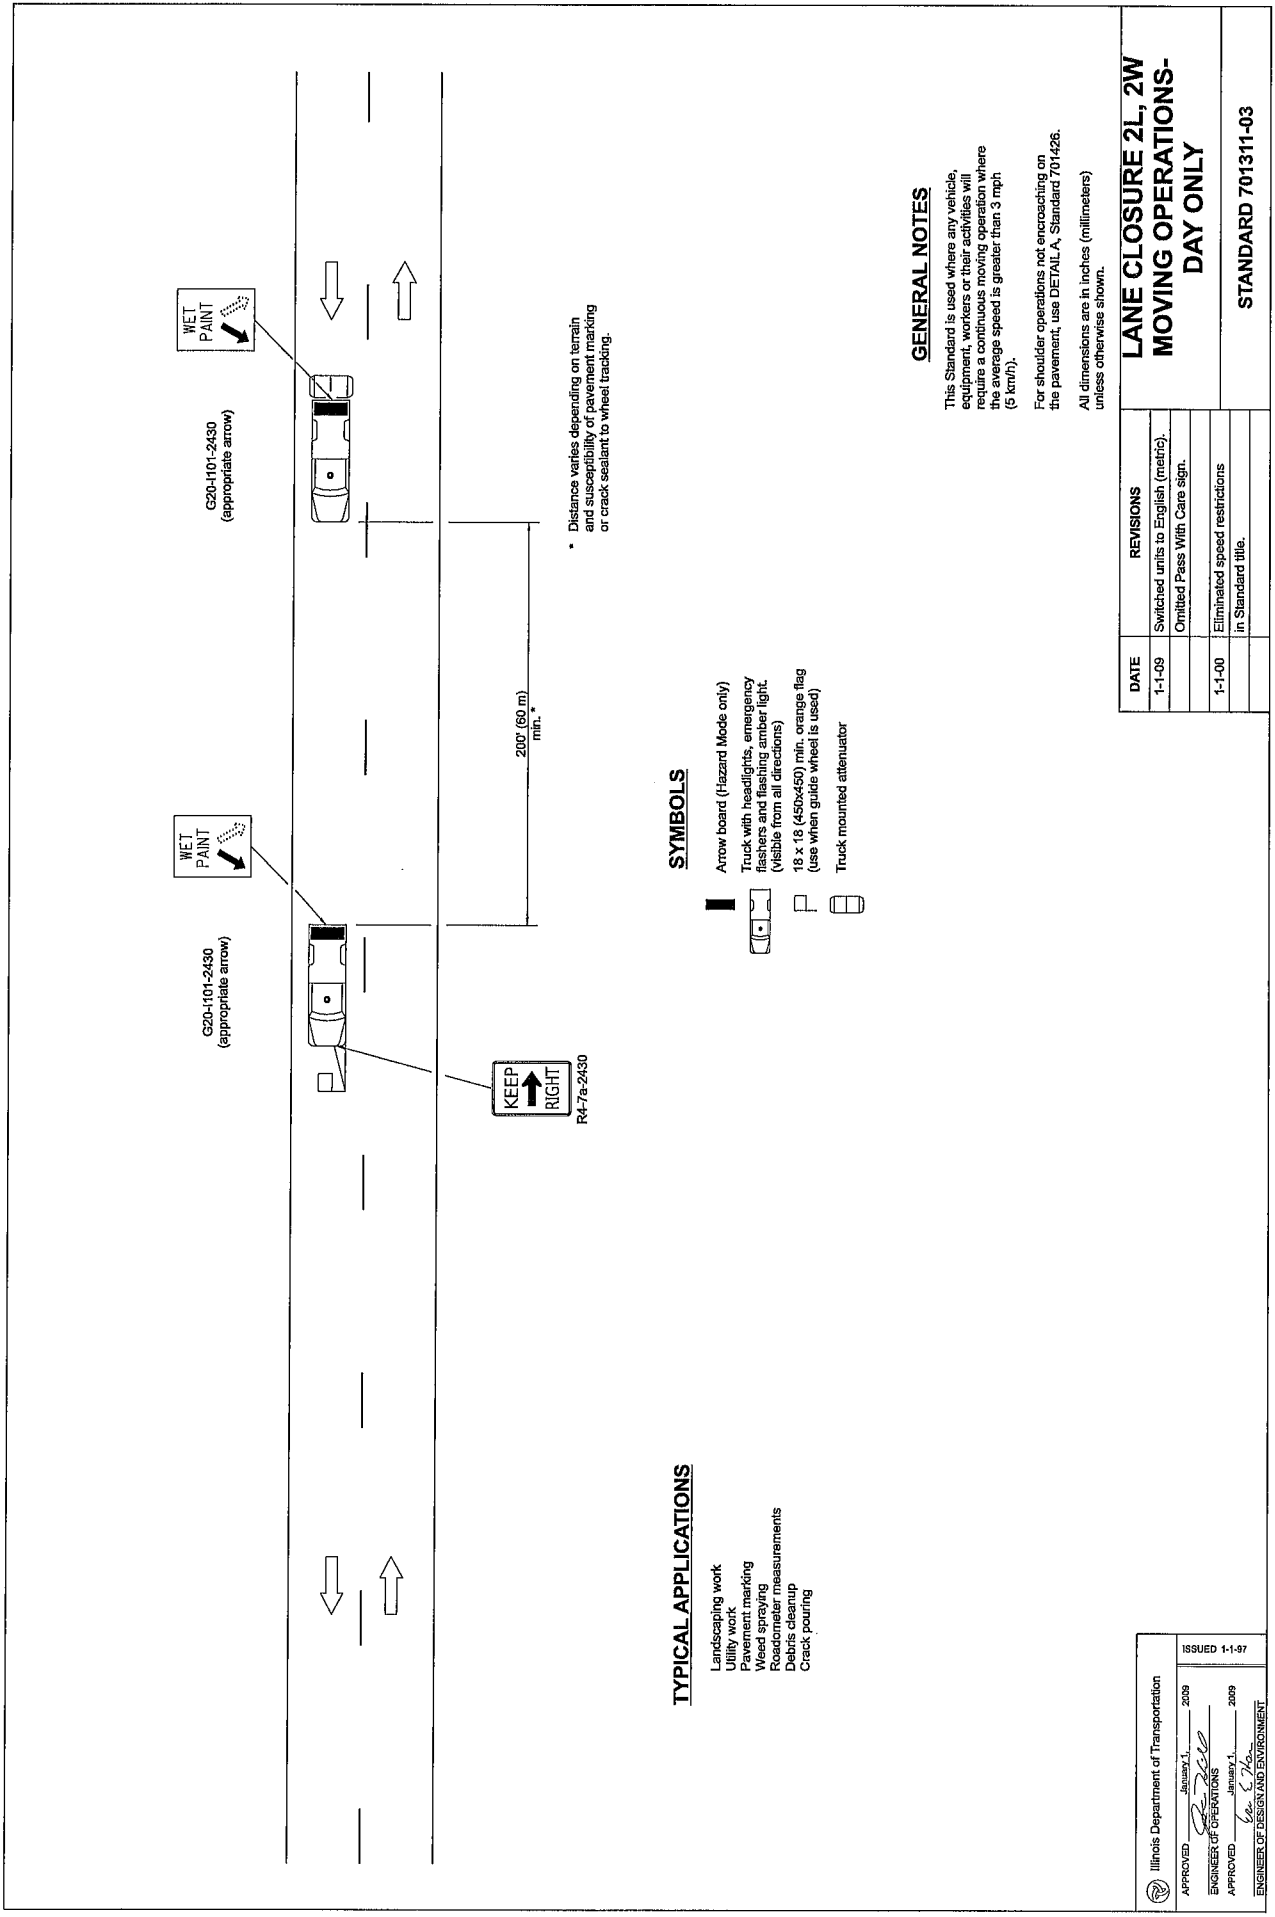 WET
PAINT
G20-I101-2430
(appropriate arrow)
WET
PAINT
G20-I101-2430
(appropriate arrow)
KEEP
RIGHT
R4-7a-2430
200' (60 m)
min. *
* Distance varies depending on terrain
and susceptibility of pavement marking
or crack sealant to wheel tracking.
TYPICAL APPLICATIONS
Landscaping work
Utility work
Pavement marking
Weed spraying
Roadometer measurements
Debris cleanup
Crack pouring
SYMBOLS
Arrow board (Hazard Mode only)
Truck with headlights, emergency
flashers and flashing amber light.
(visible from all directions)
18 x 18 (450x450) min. orange flag
(use when guide wheel is used)
Truck mounted attenuator
GENERAL NOTES
This Standard is used where any vehicle,
equipment, workers or their activities will
require a continuous moving operation where
the average speed is greater than 3 mph
(5 km/h).
For shoulder operations not encroaching on
the pavement, use DETAIL A, Standard 701426.
All dimensions are in inches (millimeters)
unless otherwise shown.
Illinois Department of Transportation
APPROVED January 1, 2009
ENGINEER OF OPERATIONS
APPROVED January 1, 2009
ENGINEER OF DESIGN AND ENVIRONMENT
ISSUED 1-1-97
DATE REVISIONS
1-1-09 Switched units to English (metric).
Omitted Pass With Care sign.
1-1-00 Eliminated speed restrictions
in Standard title.
LANE CLOSURE 2L, 2W
MOVING OPERATIONS-
DAY ONLY
STANDARD 701311-03